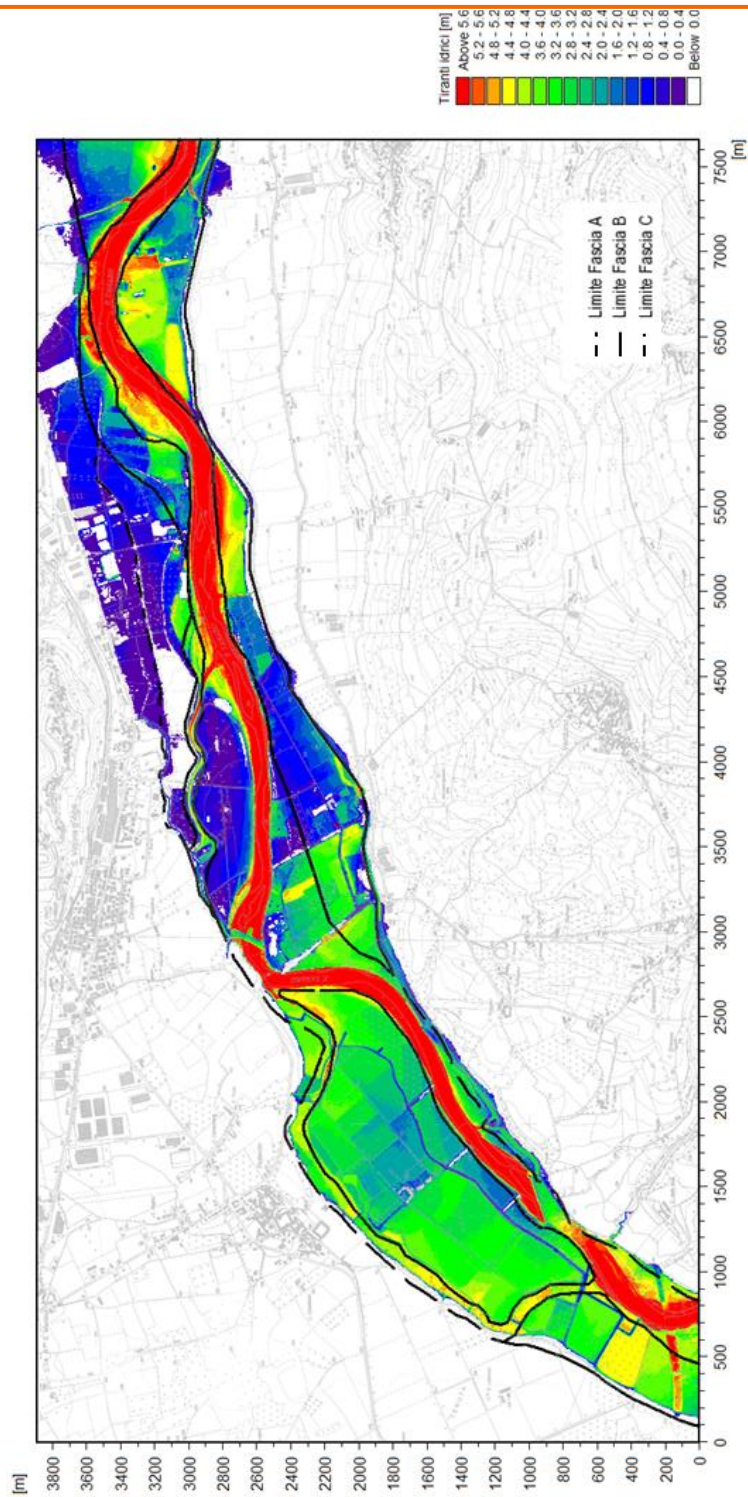 [m]
3800
3600
3400
3200
3000
2800
2600
2400
2200
2000
1800
1600
1400
1200
1000
800
600
400
200
0
0
500
1000
1500
2000
2500
3000
3500
4000
4500
5000
5500
6000
6500
7000
7500
[m]
Limite Fascia A
Limite Fascia B
Limite Fascia C
Tiranti idrici [m]
Above 5.6
5.2 - 5.6
4.8 - 5.2
4.4 - 4.8
4.0 - 4.4
3.6 - 4.0
3.2 - 3.6
2.8 - 3.2
2.4 - 2.8
2.0 - 2.4
1.6 - 2.0
1.2 - 1.6
0.8 - 1.2
0.4 - 0.8
0.0 - 0.4
Below 0.0